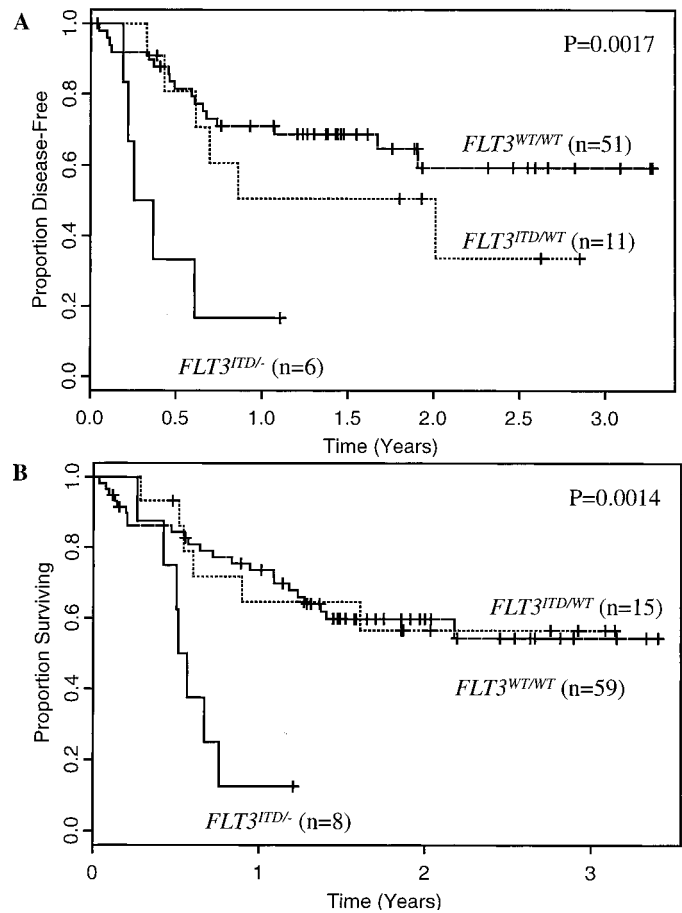 A
P=0.0017
Proportion Disease-Free
1.0
0.8
0.6
0.4
0.2
0.0
FLT3WT/WT (n=51)
FLT3ITD/WT (n=11)
FLT3ITD/- (n=6)
0.0 0.5 1.0 1.5 2.0 2.5 3.0
Time (Years)
B
P=0.0014
Proportion Surviving
1.0
0.8
0.6
0.4
0.2
0.0
FLT3ITD/WT (n=15)
FLT3WT/WT (n=59)
FLT3ITD/- (n=8)
0 1 2 3
Time (Years)